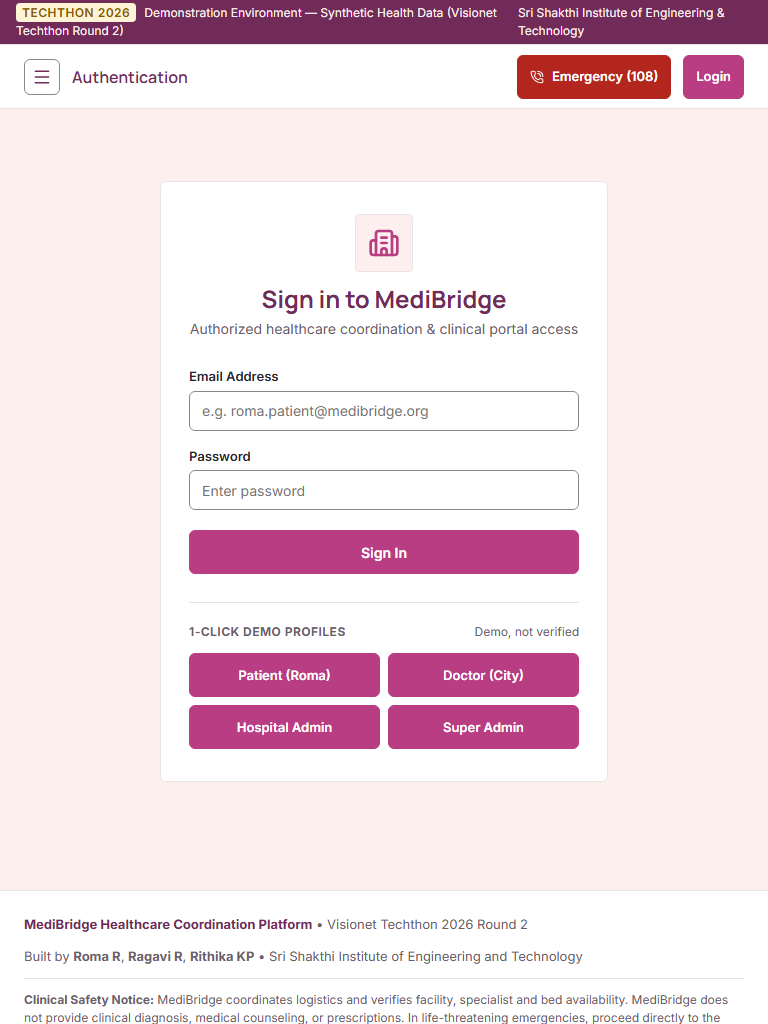 TECHTHON 2026 Demonstration Environment — Synthetic Health Data (Visionet
Techthon Round 2)
Sri Shakthi Institute of Engineering &
Technology
Authentication
Emergency (108)
Login
Sign in to MediBridge
Authorized healthcare coordination & clinical portal access
Email Address
e.g. roma.patient@medibridge.org
Password
Enter password
Sign In
1-CLICK DEMO PROFILES
Demo, not verified
Patient (Roma)
Doctor (City)
Hospital Admin
Super Admin
MediBridge Healthcare Coordination Platform • Visionet Techthon 2026 Round 2
Built by Roma R, Ragavi R, Rithika KP • Sri Shakthi Institute of Engineering and Technology
Clinical Safety Notice: MediBridge coordinates logistics and verifies facility, specialist and bed availability. MediBridge does
not provide clinical diagnosis, medical counseling, or prescriptions. In life-threatening emergencies, proceed directly to the